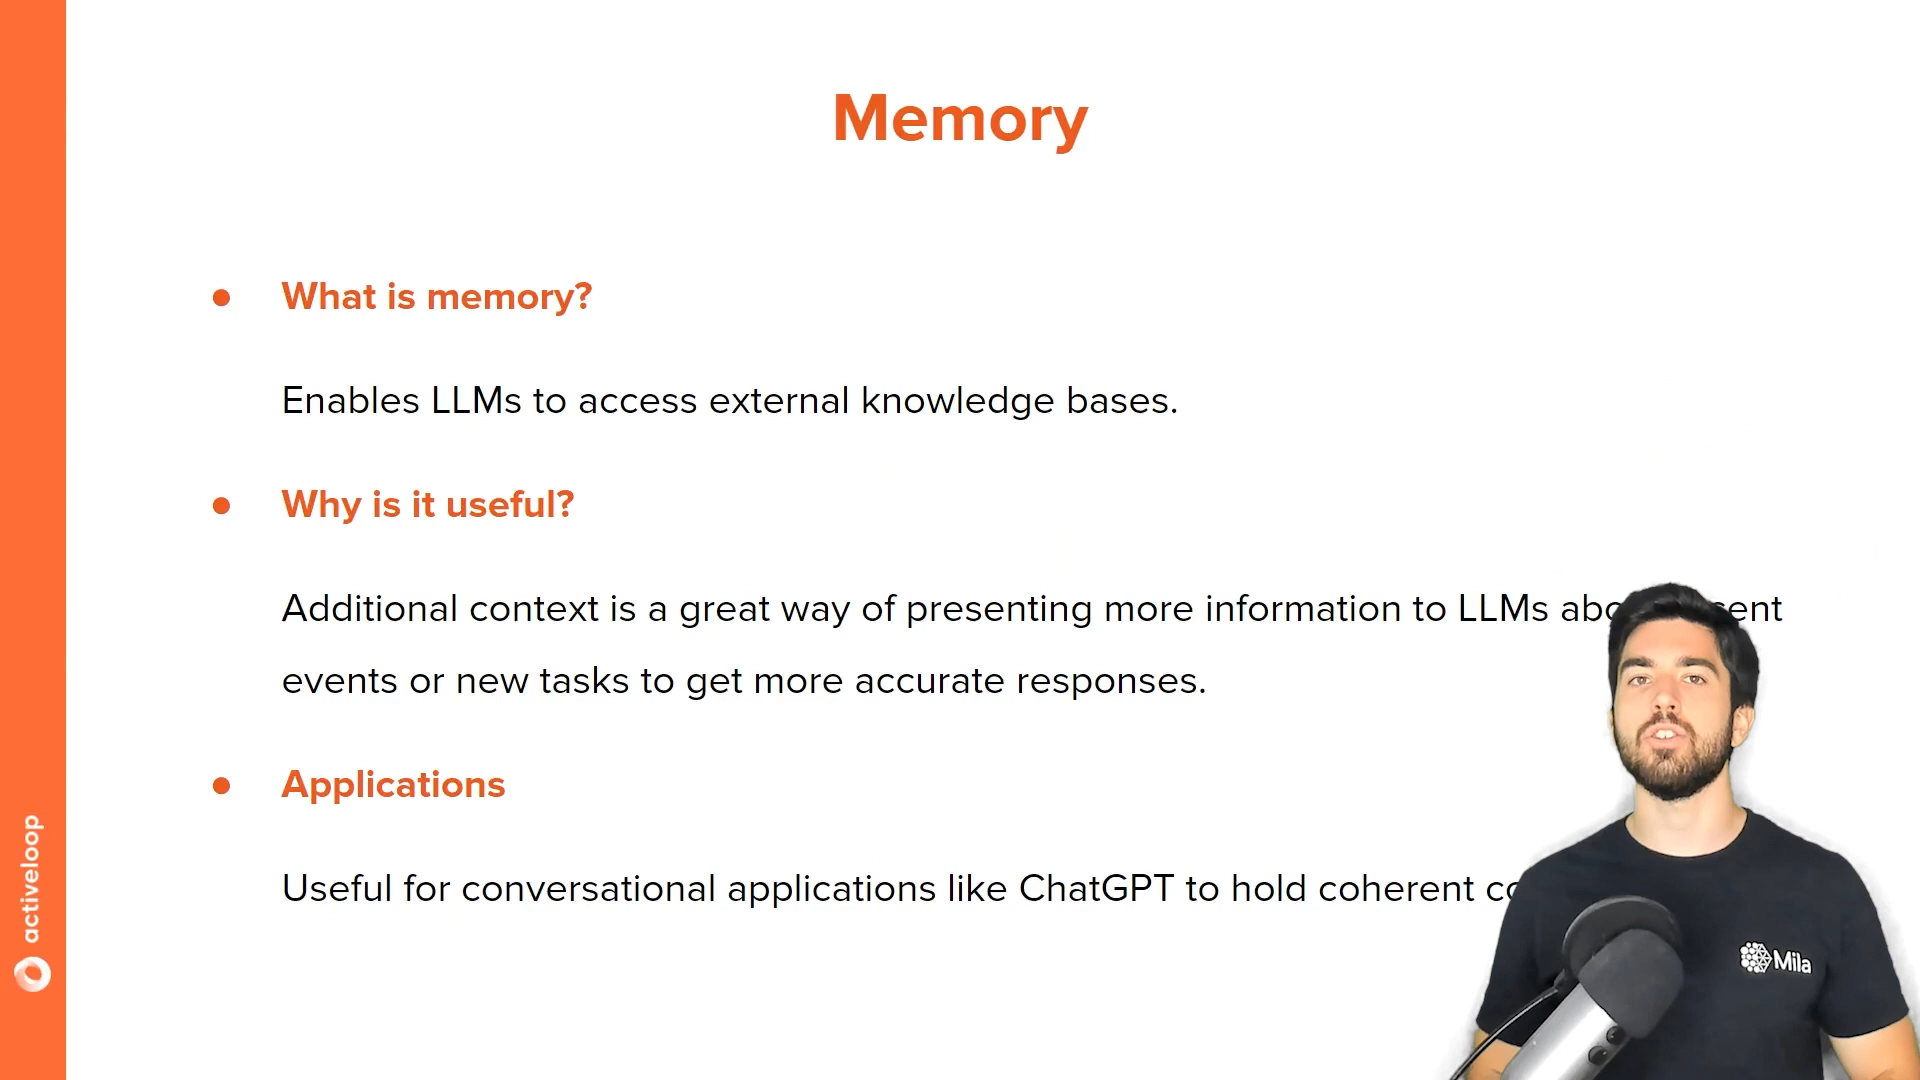 Memory
What is memory?
Enables LLMs to access external knowledge bases.
Why is it useful?
Additional context is a great way of presenting more information to LLMs
events or new tasks to get more accurate responses.
Applications
Useful for conversational applications like ChatGPT to hold coherent
activeloop
Mila